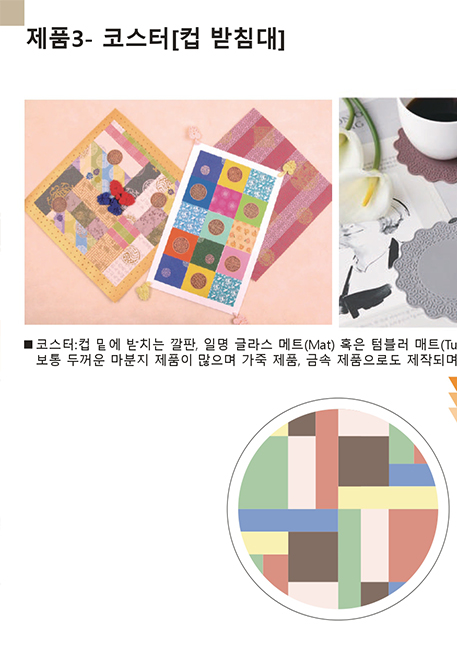 제품3- 코스터[컵 받침대]
■ 코스터:컵 밑에 받치는 깔판, 일명 글라스 메트(Mat) 혹은 텀블러 매트(Tu
보통 두꺼운 마분지 제품이 많으며 가죽 제품, 금속 제품으로도 제작되며